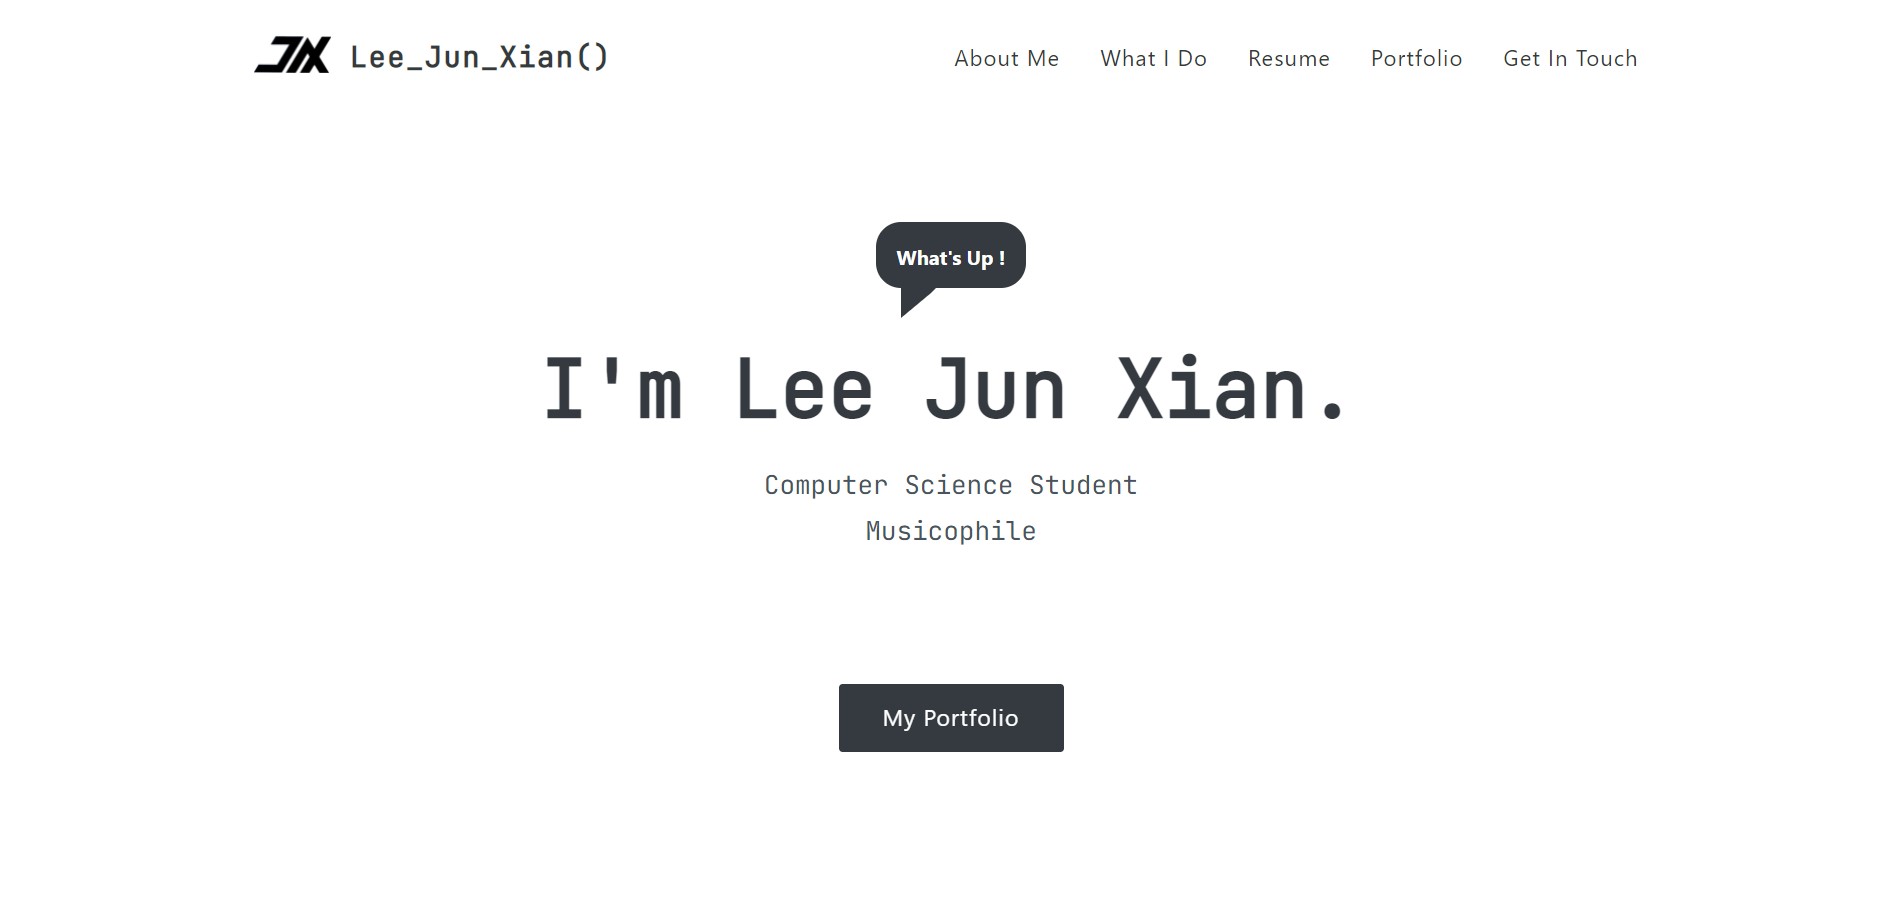 JX Lee_Jun_Xian()
About Me What I Do Resume Portfolio Get In Touch
What's Up !
I'm Lee Jun Xian.
Computer Science Student
Musicophile
My Portfolio